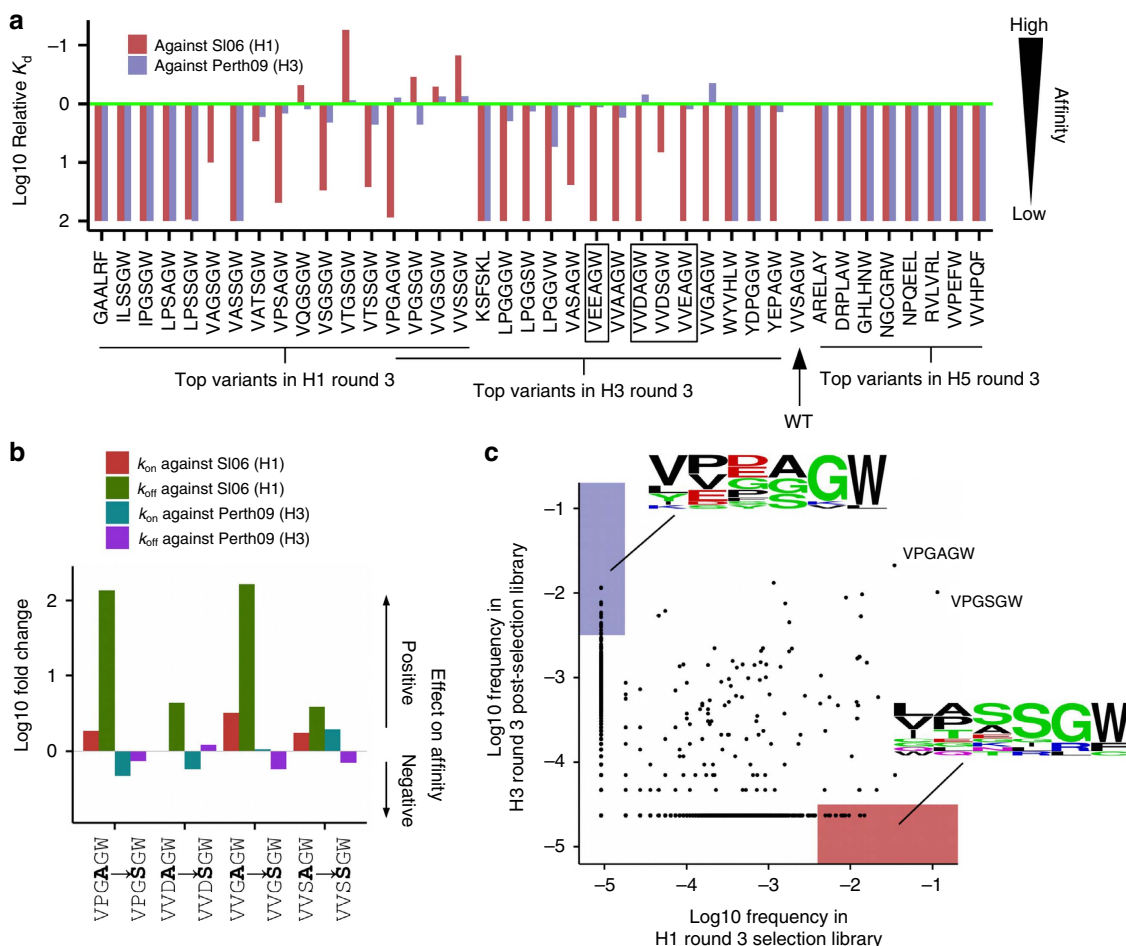 a
Log10 Relative Kd
−1
0
1
2
Against SI06 (H1)
Against Perth09 (H3)
High
Affinity
Low
GAALRF
ILSSGW
IPGSGW
LPSAGW
LPSSGW
VAGSGW
VASSGW
VATSGW
VPSAGW
VQGSGW
VSGSGW
VTGSGW
VTSSGW
VPGAGW
VPGSGW
VVGSGW
VVSSGW
KSFSKL
LPGGGW
LPGGSW
LPGGVW
VASAGW
VEEAGW
VVAAGW
VVDAGW
VVDSGW
VVEAGW
VVGAGW
WYVHLW
YDPGGW
YEPAGW
VVSAGW
ARELAY
DRPLAW
GHLHNW
NGCGRW
NPQEEL
RVLVRL
VVPEFW
VVHPQF
Top variants in H1 round 3
Top variants in H3 round 3
WT
Top variants in H5 round 3
b
kon against SI06 (H1)
koff against SI06 (H1)
kon against Perth09 (H3)
koff against Perth09 (H3)
Log10 fold change
2
1
0
Positive
Negative
Effect on affinity
VPGAGW→VPGSGW
VVDAGW→VVDSGW
VVGAGW→VVGSGW
VVSAGW→VVSSGW
c
H3 round 3 post-selection library
Log10 frequency in
−1
−2
−3
−4
−5
VPGAGW
VPGSGW
−5
−4
−3
−2
−1
Log10 frequency in
H1 round 3 selection library